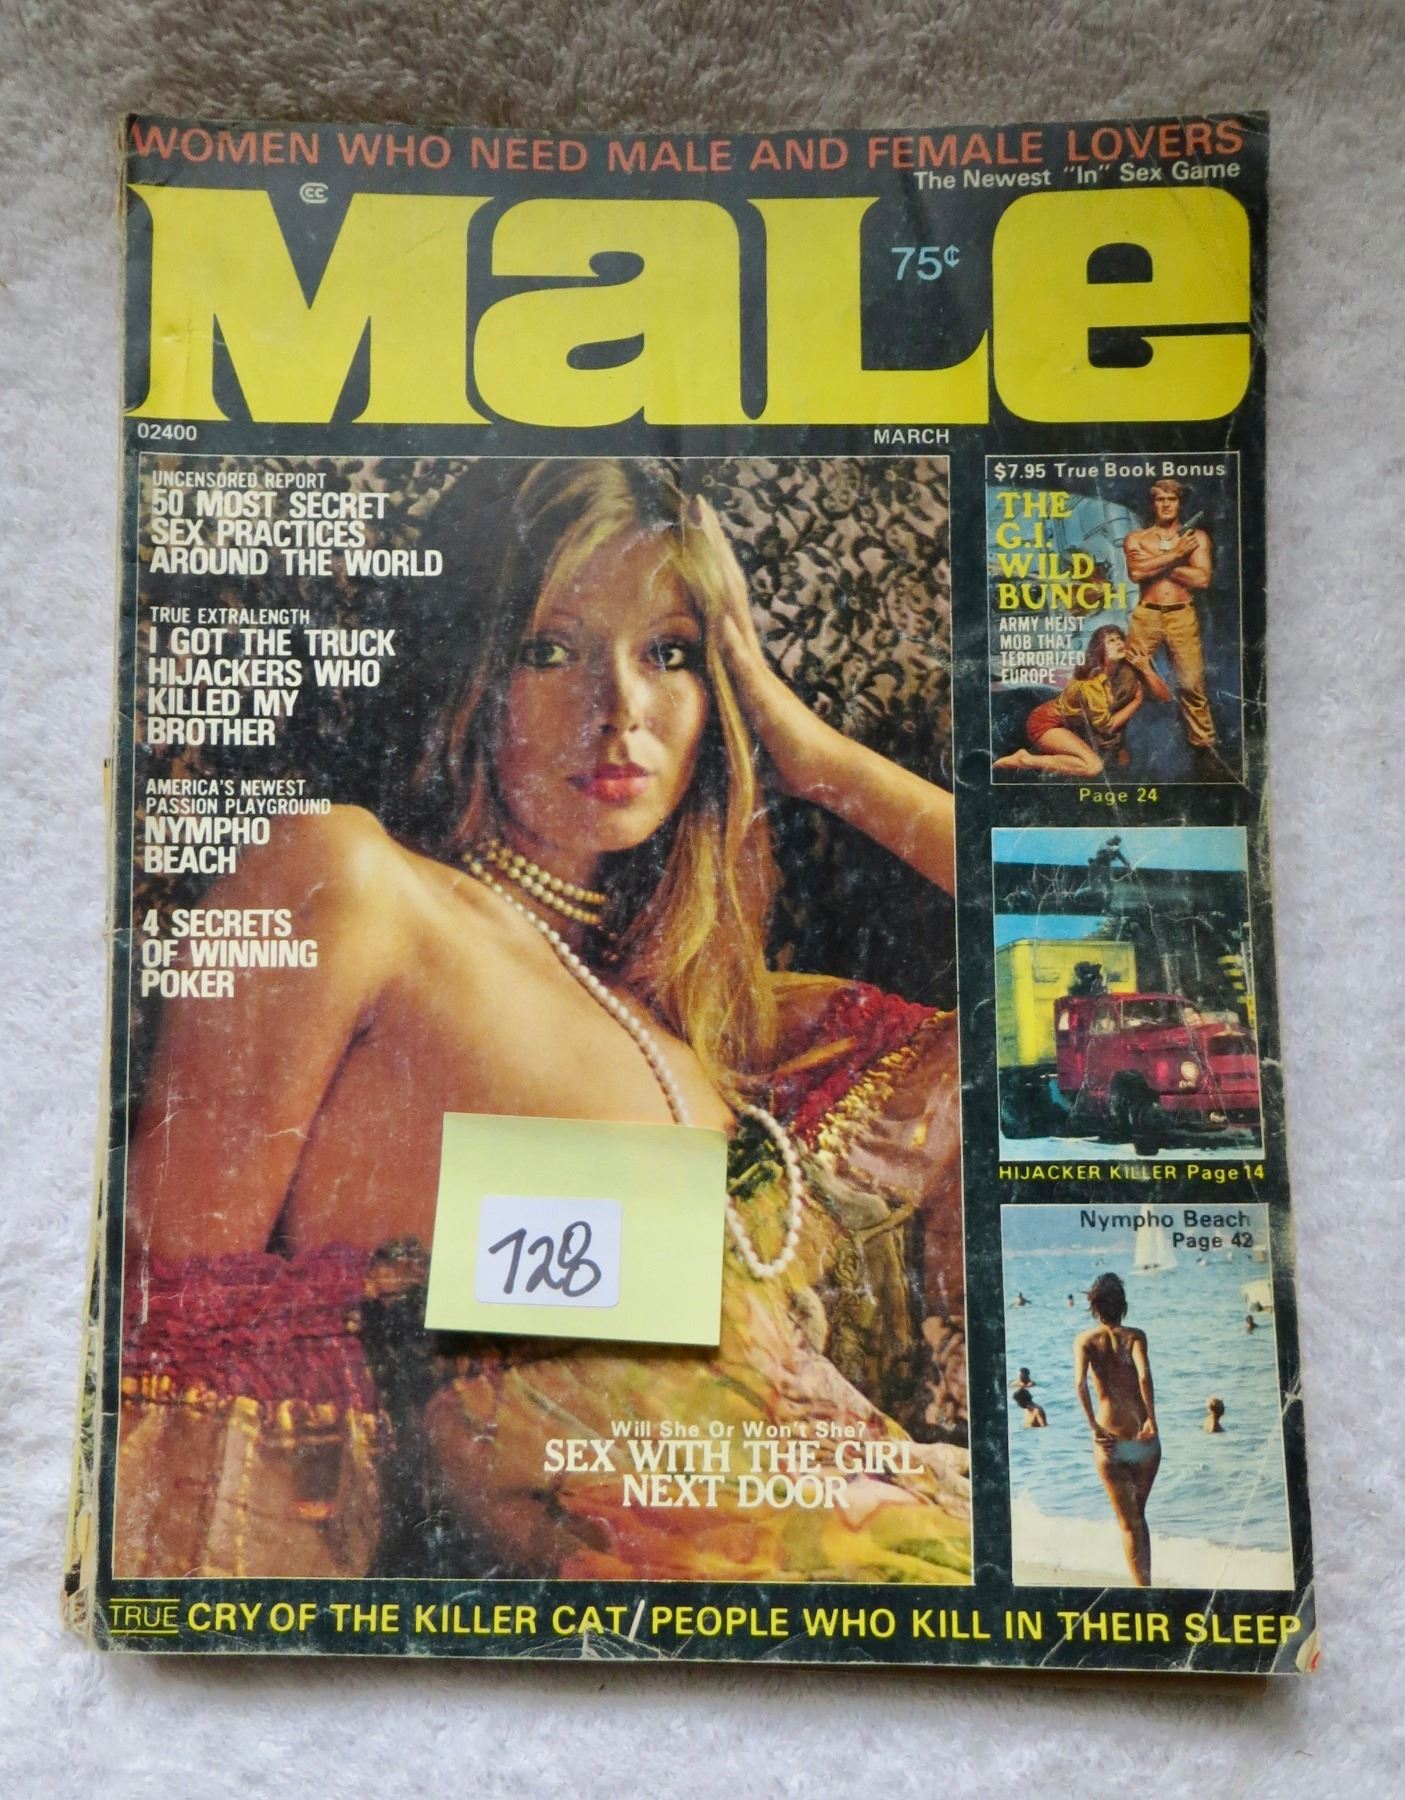 WOMEN WHO NEED MALE AND FEMALE LOVERS
The Newest "In" Sex Game
CC
MaLe
75¢
02400
MARCH
UNCENSORED REPORT
50 MOST SECRET
SEX PRACTICES
AROUND THE WORLD
TRUE EXTRALENGTH
I GOT THE TRUCK
HIJACKERS WHO
KILLED MY
BROTHER
AMERICA'S NEWEST
PASSION PLAYGROUND
NYMPHO
BEACH
4 SECRETS
OF WINNING
POKER
128
Will She Or Won't She?
SEX WITH THE GIRL
NEXT DOOR
$7.95 True Book Bonus
THE
G.I.
WILD
BUNCH
ARMY HEIST
MOB THAT
TERRORIZED
EUROPE
Page 24
HIJACKER KILLER Page 14
Nympho Beach
Page 42
TRUE CRY OF THE KILLER CAT/PEOPLE WHO KILL IN THEIR SLEEP